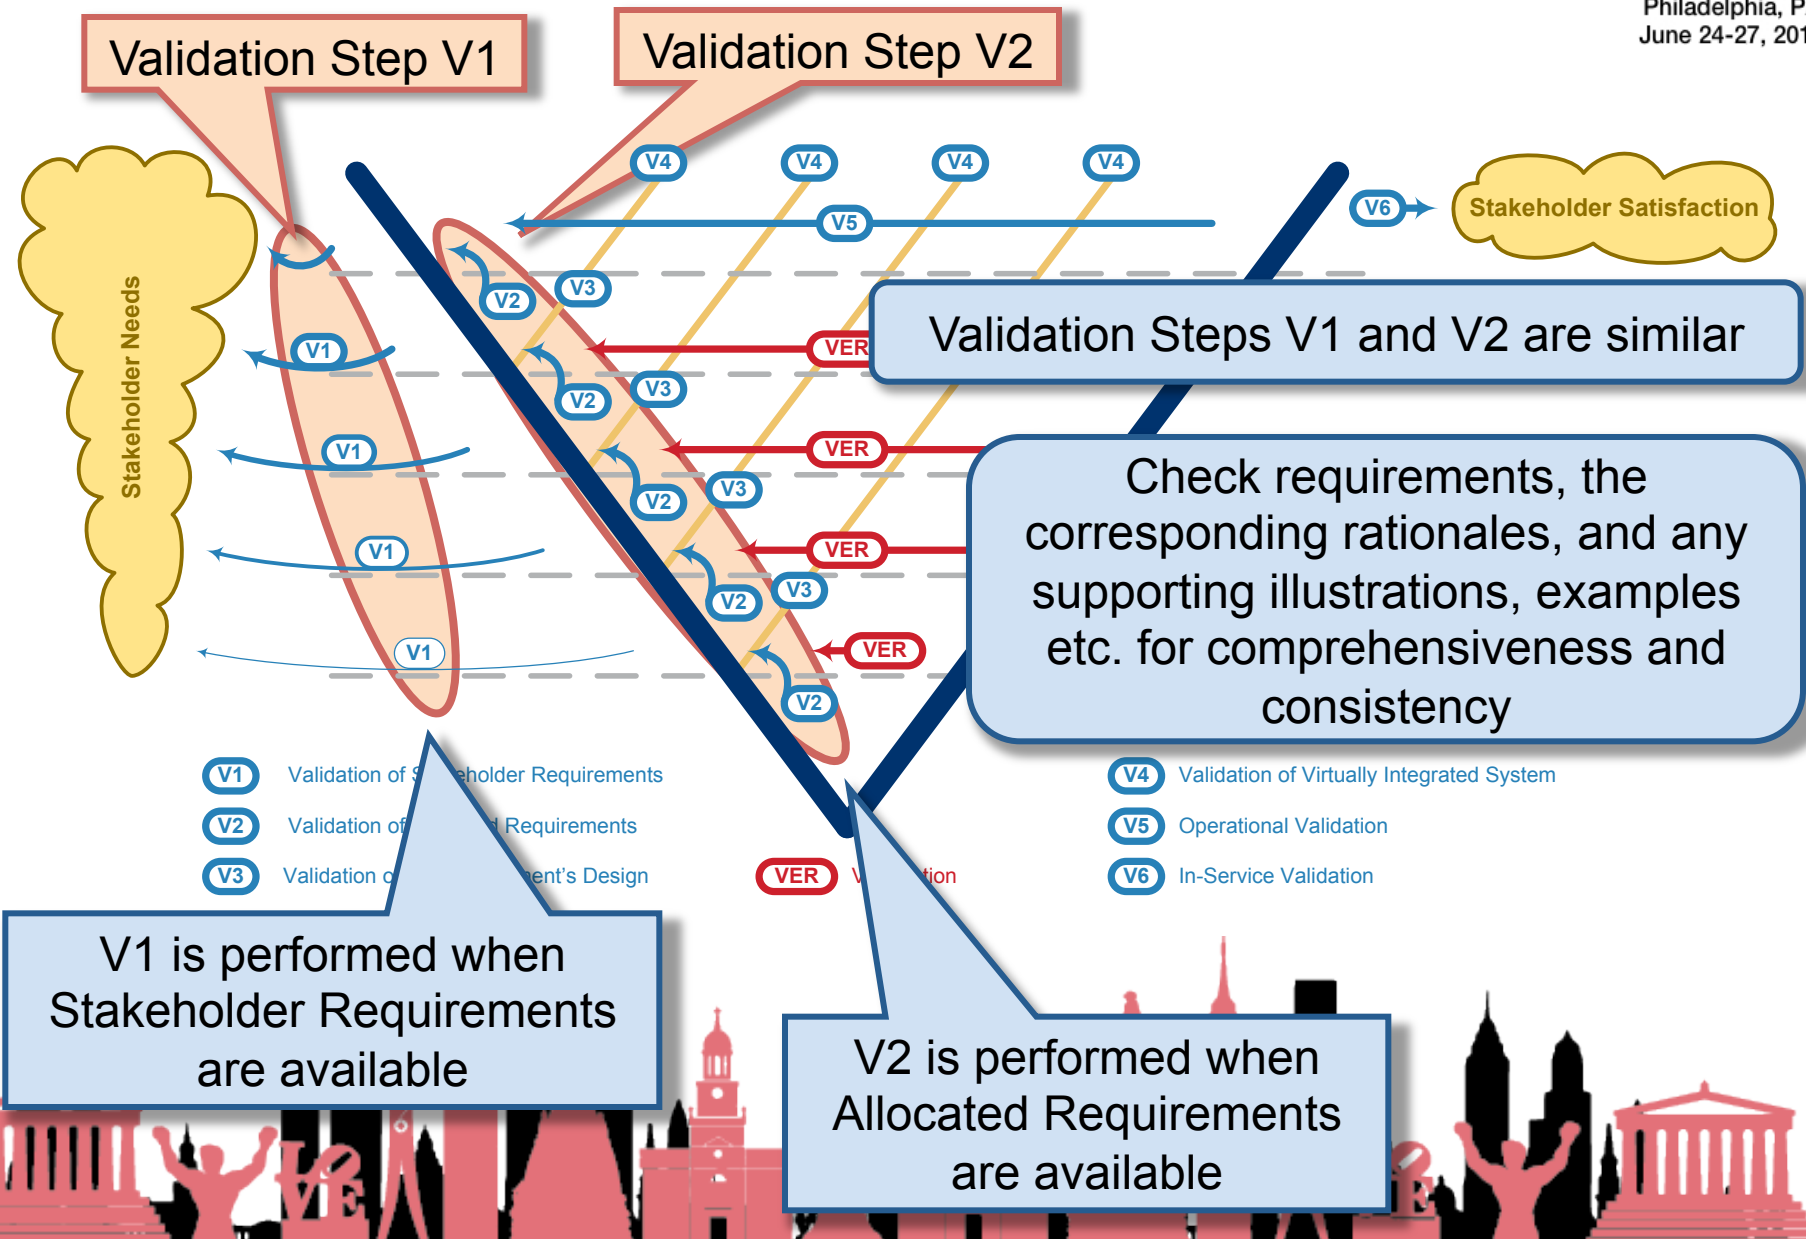 Philadelphia, P
June 24-27, 201
Validation Step V1
Validation Step V2
V4
V4
V4
V4
V5
V6
Stakeholder Satisfaction
Stakeholder Needs
V3
V2
V1
VER
Validation Steps V1 and V2 are similar
V3
V2
V1
VER
V3
V2
V1
VER
V3
V2
V1
VER
V2
Check requirements, the
corresponding rationales, and any
supporting illustrations, examples
etc. for comprehensiveness and
consistency
V1 Validation of S eholder Requirements
V2 Validation of Requirements
V3 Validation o ent's Design
VER V tion
V4 Validation of Virtually Integrated System
V5 Operational Validation
V6 In-Service Validation
V1 is performed when
Stakeholder Requirements
are available
V2 is performed when
Allocated Requirements
are available